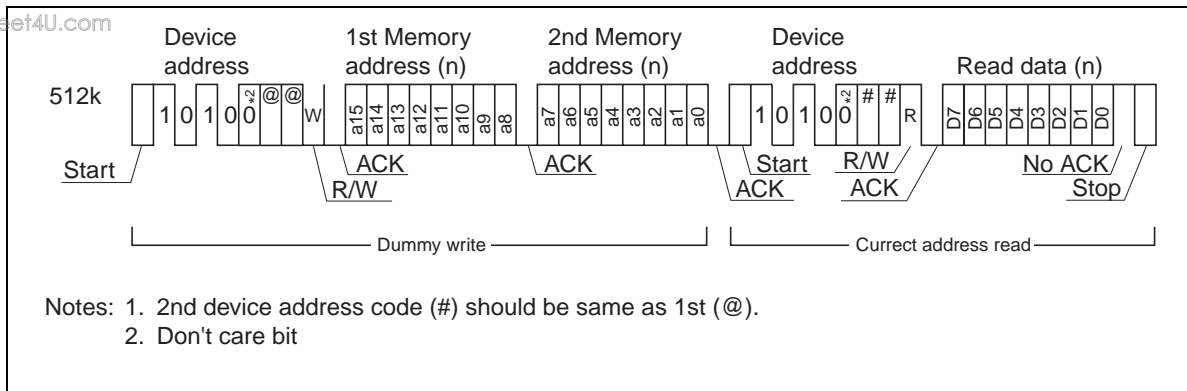 eet4U.com
Device address
1st Memory address (n)
2nd Memory address (n)
Device address
Read data (n)
512k
1 0 1 0 0*2 @ @ W
a15 a14 a13 a12 a11 a10 a9 a8
a7 a6 a5 a4 a3 a2 a1 a0
1 0 1 0 0*2 # # R
D7 D6 D5 D4 D3 D2 D1 D0
Start
ACK
R/W
ACK
ACK
Start
R/W
ACK
No ACK
Stop
Dummy write
Currect address read
Notes: 1. 2nd device address code (#) should be same as 1st (@).
2. Don't care bit